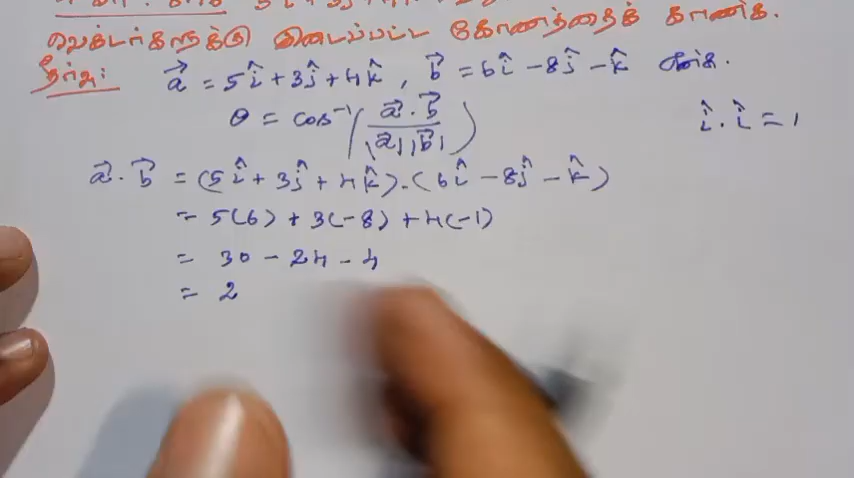 வெக்டர்களுக்கு இடைப்பட்ட கோணத்தைக் காண்க.
தீர்வு: a⃗ = 5î + 3ĵ + 4k̂ , b⃗ = 6î - 8ĵ - k̂ என்க.
θ = cos⁻¹( a⃗ . b⃗ / |a⃗| |b⃗| ) î . î = 1
a⃗ . b⃗ = (5î + 3ĵ + 4k̂) . (6î - 8ĵ - k̂)
= 5(6) + 3(-8) + 4(-1)
= 30 - 24 - 4
= 2